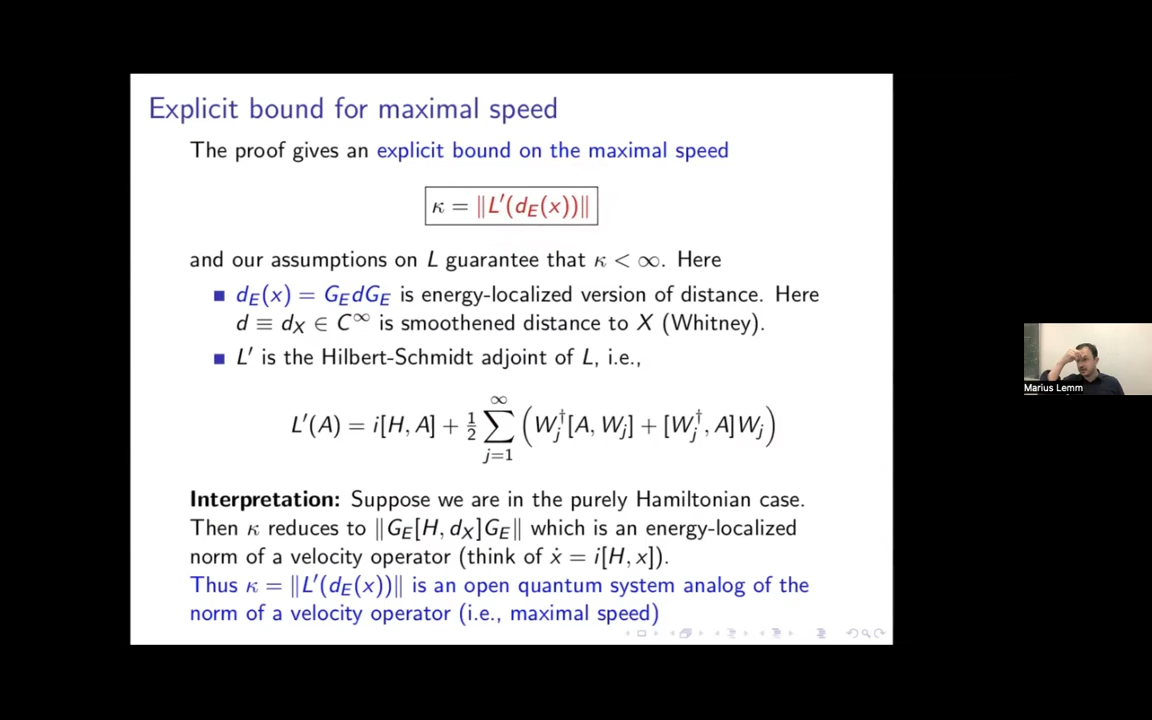 Explicit bound for maximal speed
The proof gives an explicit bound on the maximal speed
κ = ‖L′(d_E(x))‖
and our assumptions on L guarantee that κ < ∞. Here
■ d_E(x) = G_E dG_E is energy-localized version of distance. Here
d ≡ d_X ∈ C^∞ is smoothened distance to X (Whitney).
■ L′ is the Hilbert-Schmidt adjoint of L, i.e.,
L′(A) = i[H, A] + ½ ∑_{j=1}^{∞} (W_j^†[A, W_j] + [W_j^†, A]W_j)
Interpretation: Suppose we are in the purely Hamiltonian case.
Then κ reduces to ‖G_E[H, d_X]G_E‖ which is an energy-localized
norm of a velocity operator (think of ẋ = i[H, x]).
Thus κ = ‖L′(d_E(x))‖ is an open quantum system analog of the
norm of a velocity operator (i.e., maximal speed)
Marius Lemm